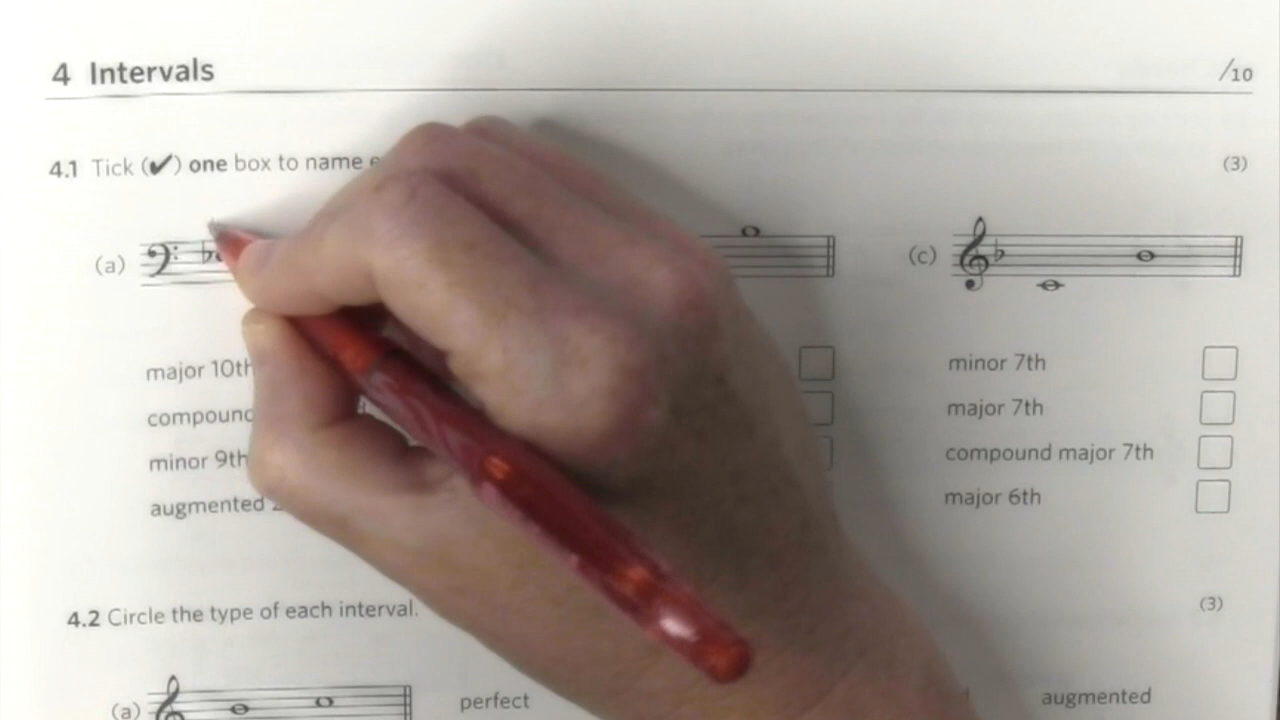 4 Intervals
/10
4.1 Tick (✔) one box to name
(3)
(a)
(c)
major 10th
compound
minor 9th
augmented
minor 7th
major 7th
compound major 7th
major 6th
4.2 Circle the type of each interval.
(3)
(a)
perfect
augmented